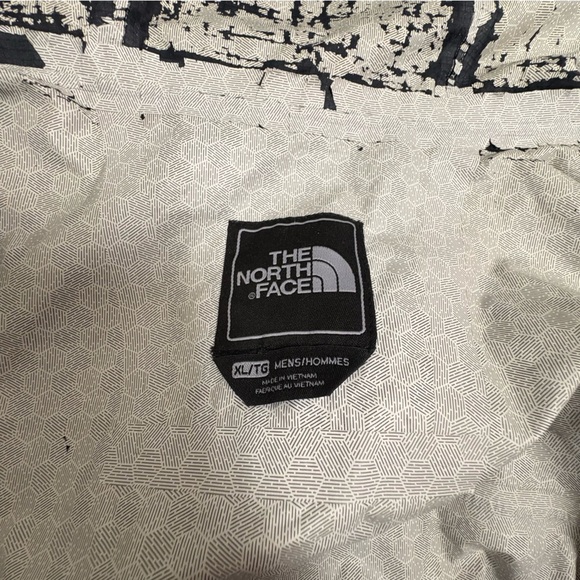 THE
NORTH
FACE
XL/TG MENS/HOMMES
MADE IN VIETNAM
FABRIQUÉ AU VIETNAM